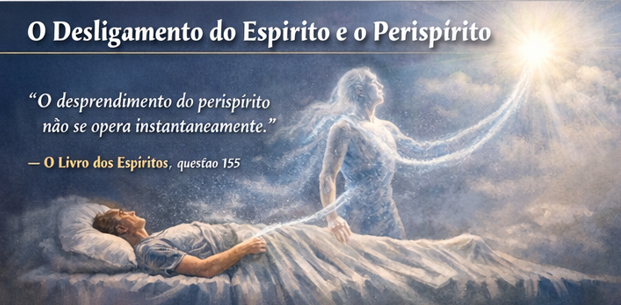 O Desligamento do Espírito e o Perispírito
“O desprendimento do perispírito
não se opera instantaneamente.”
— O Livro dos Espíritos, questão 155